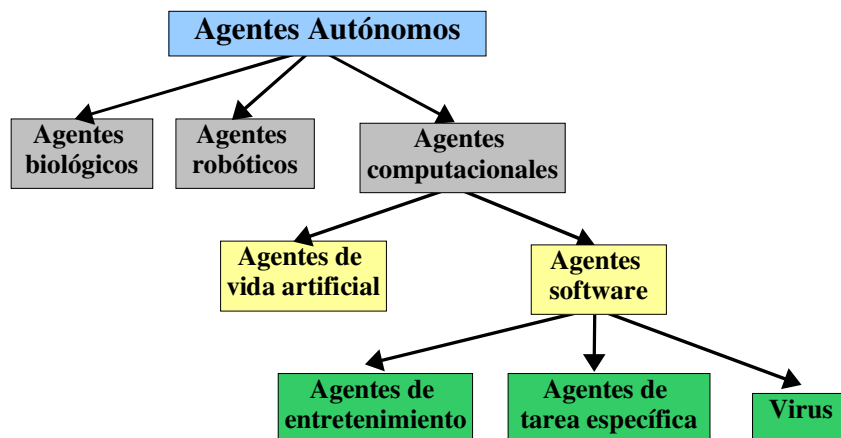 Agentes Autónomos
Agentes
biológicos
Agentes
robóticos
Agentes
computacionales
Agentes de
vida artificial
Agentes
software
Agentes de
entretenimiento
Agentes de
tarea específica
Virus